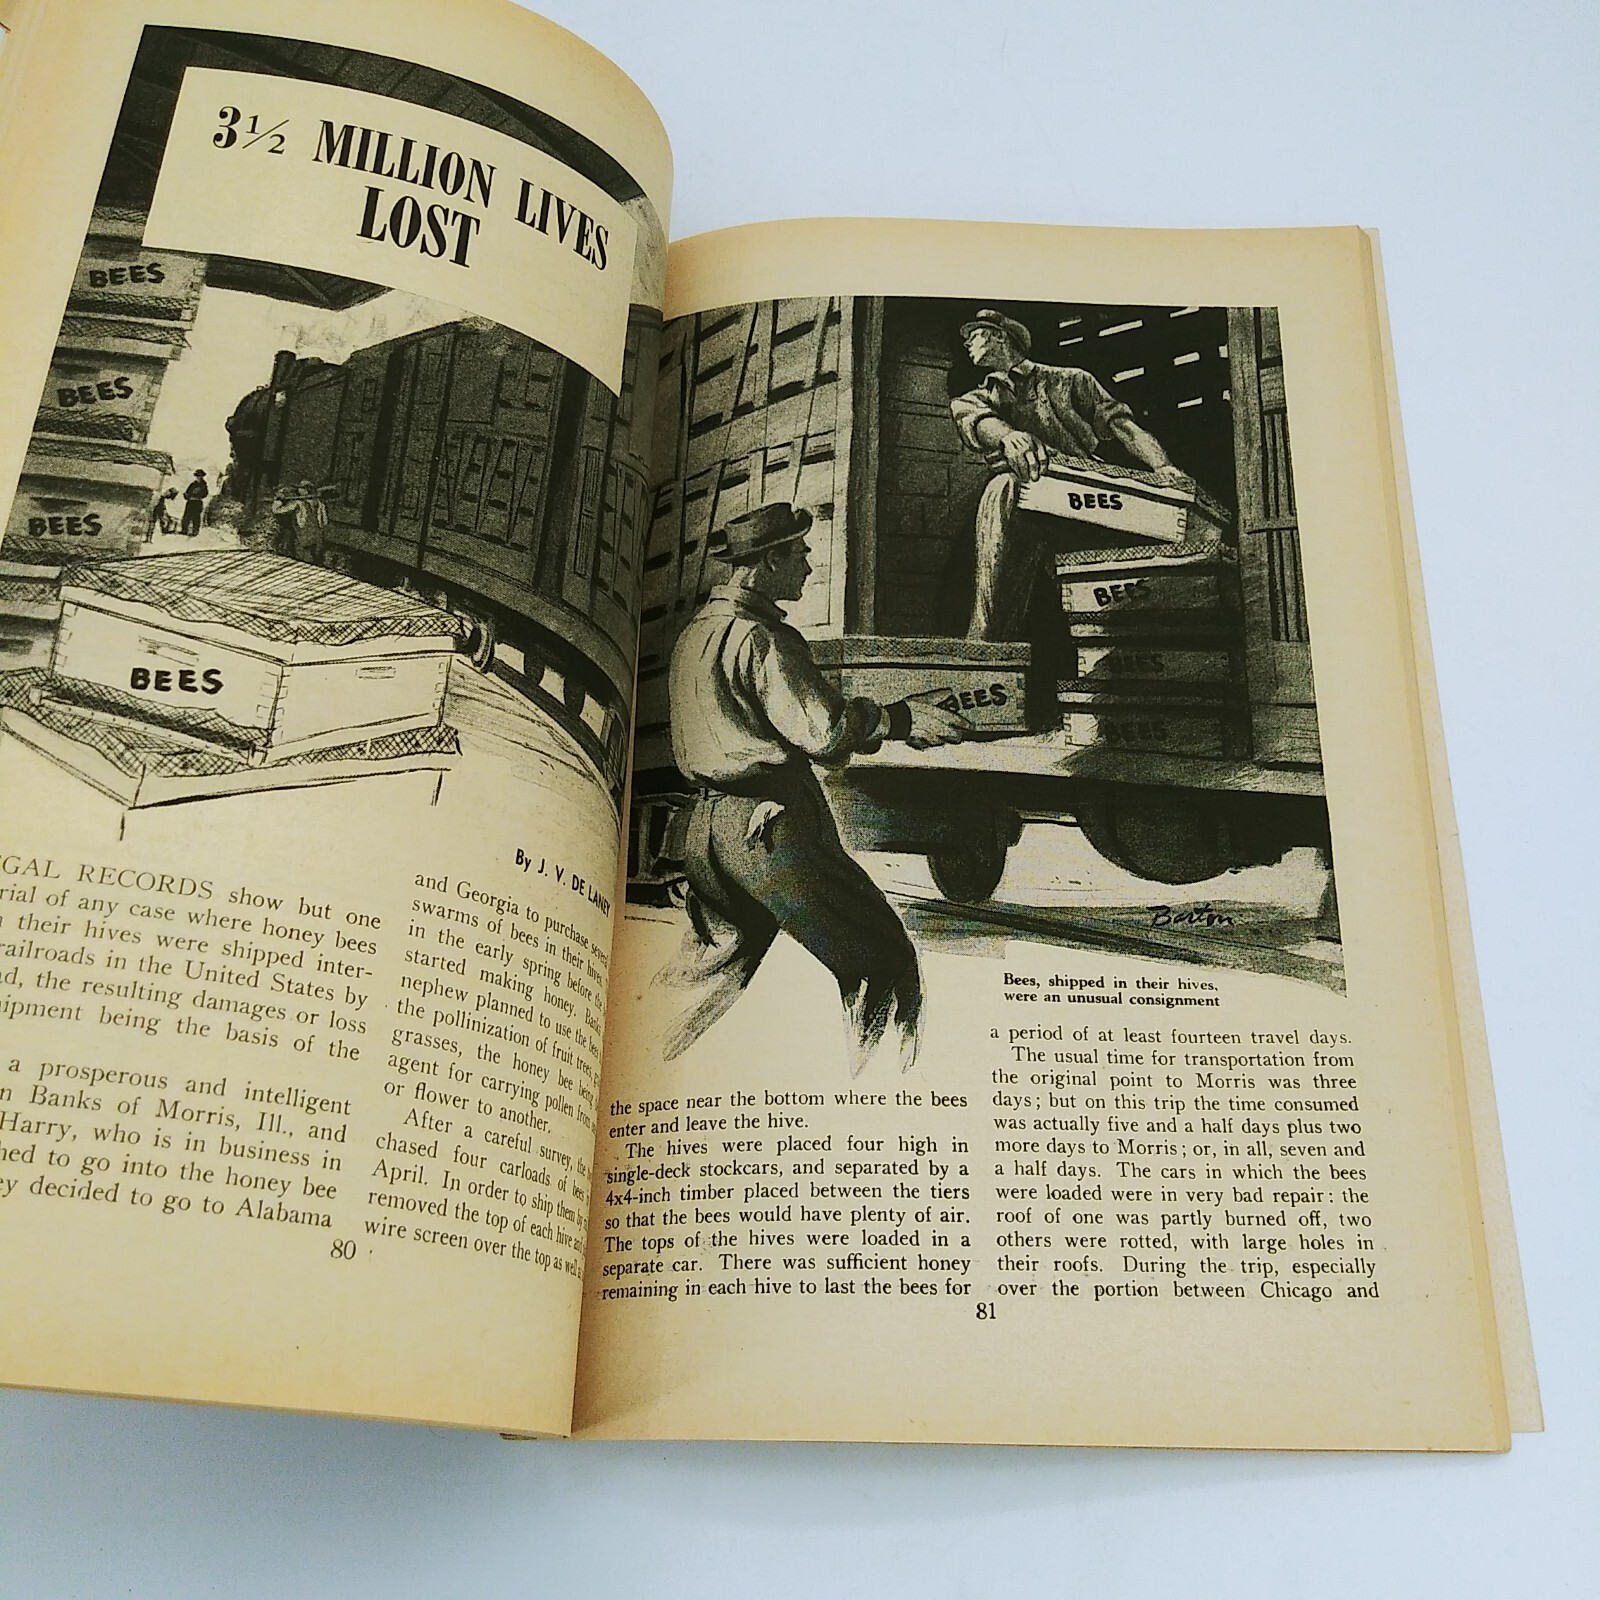 3½ MILLION LIVES
LOST
BEES
BEES
BEES
BEES
By J. V. DE LANEY
GAL RECORDS show but one
rial of any case where honey bees
their hives were shipped inter-
railroads in the United States by
the resulting damages or loss
ipment being the basis of the
a prosperous and intelligent
n Banks of Morris, Ill., and
Harry, who is in business in
hed to go into the honey bee
ey decided to go to Alabama
and Georgia to purchase
swarms of bees in their hives.
in the early spring before the
started making honey.
nephew planned to use the bees
the pollinization of fruit trees,
grasses, the honey bee being
agent for carrying pollen from
or flower to another.
After a careful survey, the
chased four carloads of bees
April. In order to ship them by
removed the top of each hive and
wire screen over the top as well
80
BEES
BEES
BEES
BEES
BEES
Barton
Bees, shipped in their hives,
were an unusual consignment
the space near the bottom where the bees
enter and leave the hive.
The hives were placed four high in
single-deck stockcars, and separated by a
4x4-inch timber placed between the tiers
so that the bees would have plenty of air.
The tops of the hives were loaded in a
separate car. There was sufficient honey
remaining in each hive to last the bees for
a period of at least fourteen travel days.
The usual time for transportation from
the original point to Morris was three
days; but on this trip the time consumed
was actually five and a half days plus two
more days to Morris; or, in all, seven and
a half days. The cars in which the bees
were loaded were in very bad repair: the
roof of one was partly burned off, two
others were rotted, with large holes in
their roofs. During the trip, especially
over the portion between Chicago and
81